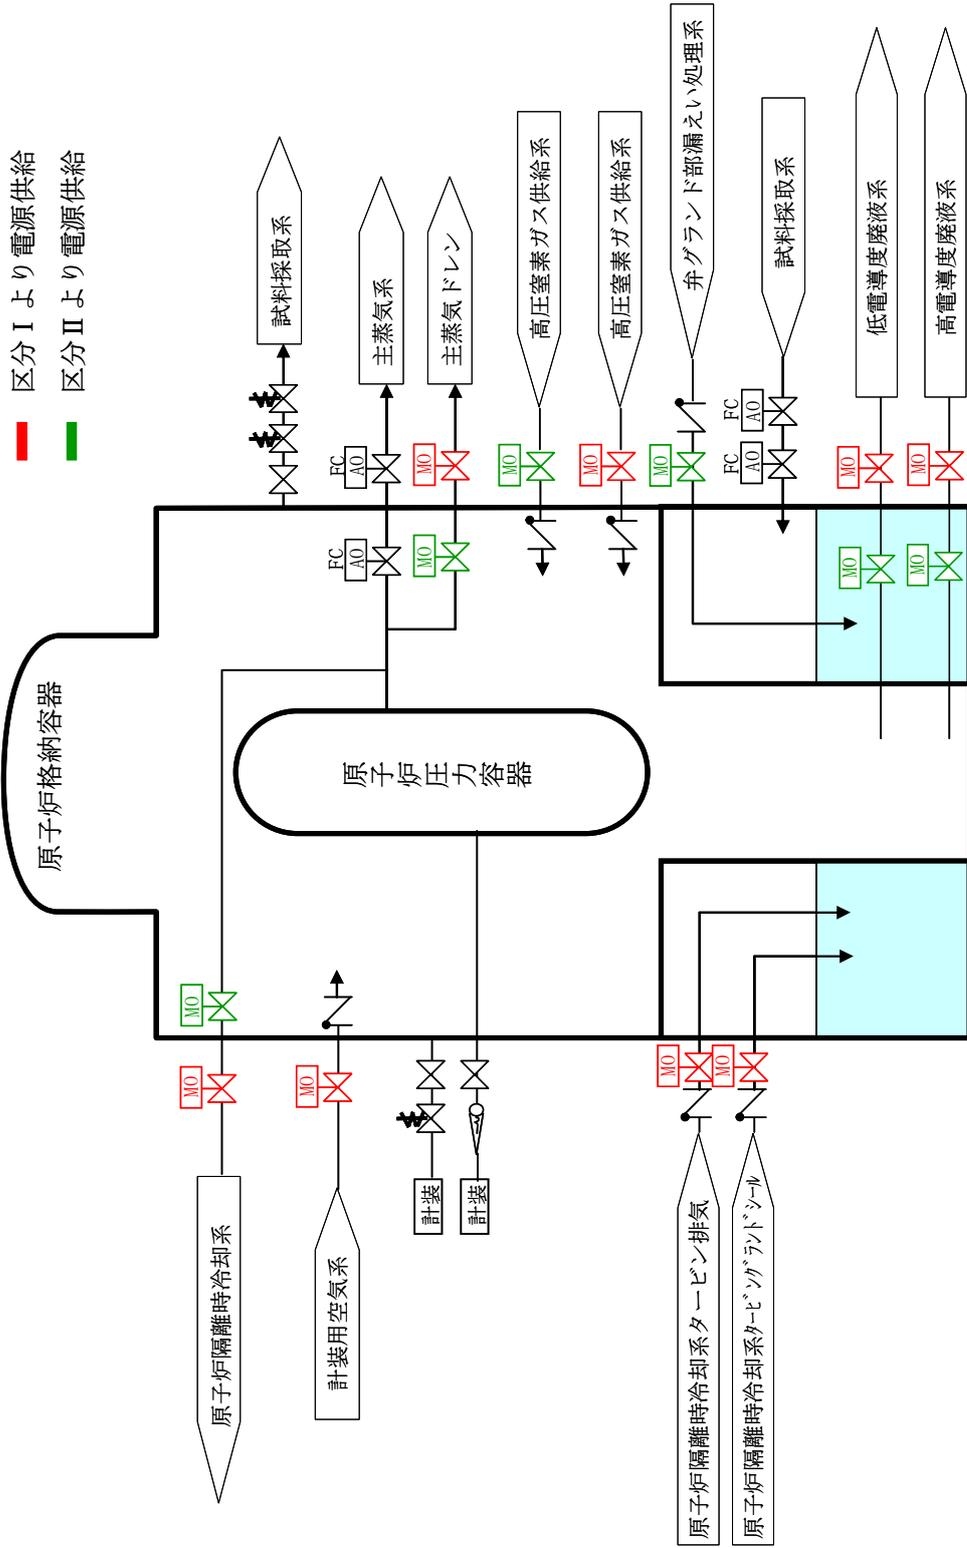 区分Ⅰより電源供給
区分Ⅱより電源供給
原子炉格納容器
原子炉圧力容器
試料採取系
FC
AO
FC
AO
主蒸気系
MO
MO
主蒸気ドレン
MO
高圧窒素ガス供給系
MO
高圧窒素ガス供給系
MO
弁グランド部漏えい処理系
FC
AO
FC
AO
試料採取系
MO
MO
低電導度廃液系
MO
MO
高電導度廃液系
原子炉隔離時冷却系
MO
MO
計装用空気系
MO
計装
計装
原子炉隔離時冷却系タービン排気
MO
原子炉隔離時冷却系ﾀｰﾋﾞﾝｸﾞﾗﾝﾄﾞｼｰﾙ
MO